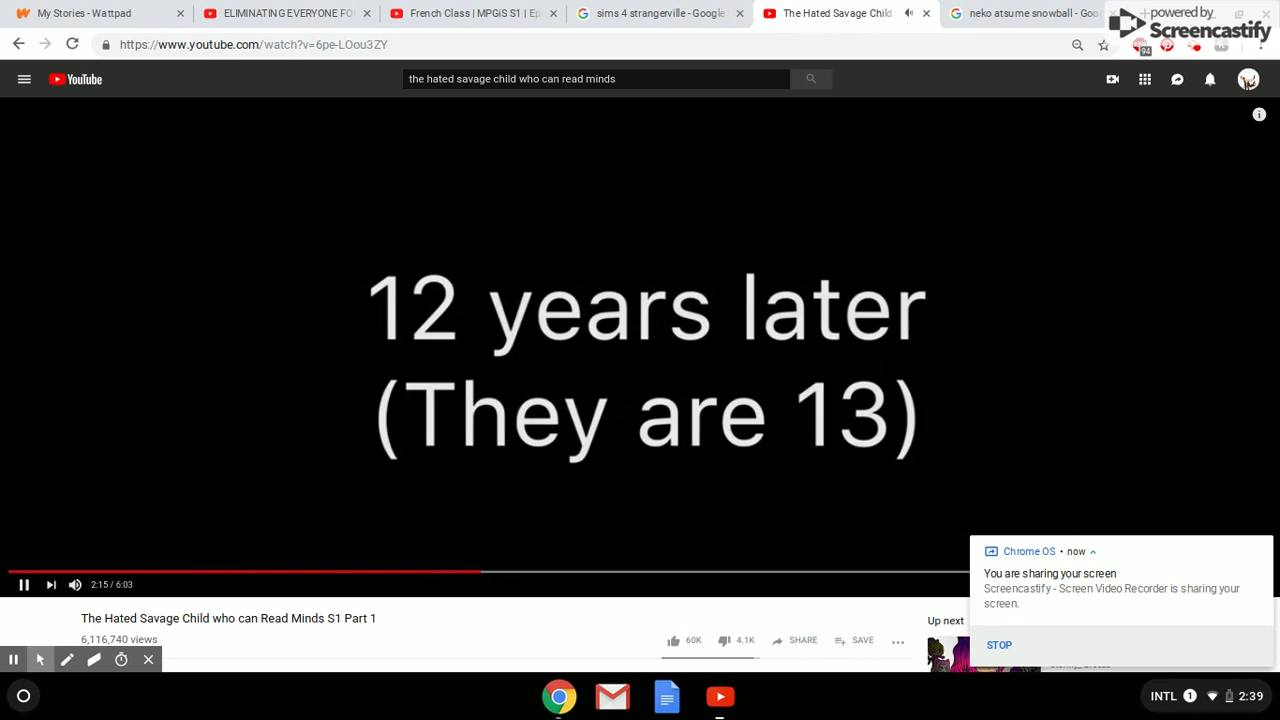 My Stories - Wattpad
ELIMINATING EVERYONE FO
French Class | MPGiS S1 | Ep
sims 4 strangerville - Google
The Hated Savage Child
neko atsume snowball - Goo
powered by
Screencastify
https://www.youtube.com/watch?v=6pe-LOou3ZY
94
YouTube
the hated savage child who can read minds
12 years later
(They are 13)
2:15 / 6:03
Chrome OS • now
You are sharing your screen
Screencastify - Screen Video Recorder is sharing your
screen.
STOP
The Hated Savage Child who can Read Minds S1 Part 1
6,116,740 views
60K
4.1K
SHARE
SAVE
Up next
INTL
1
2:39